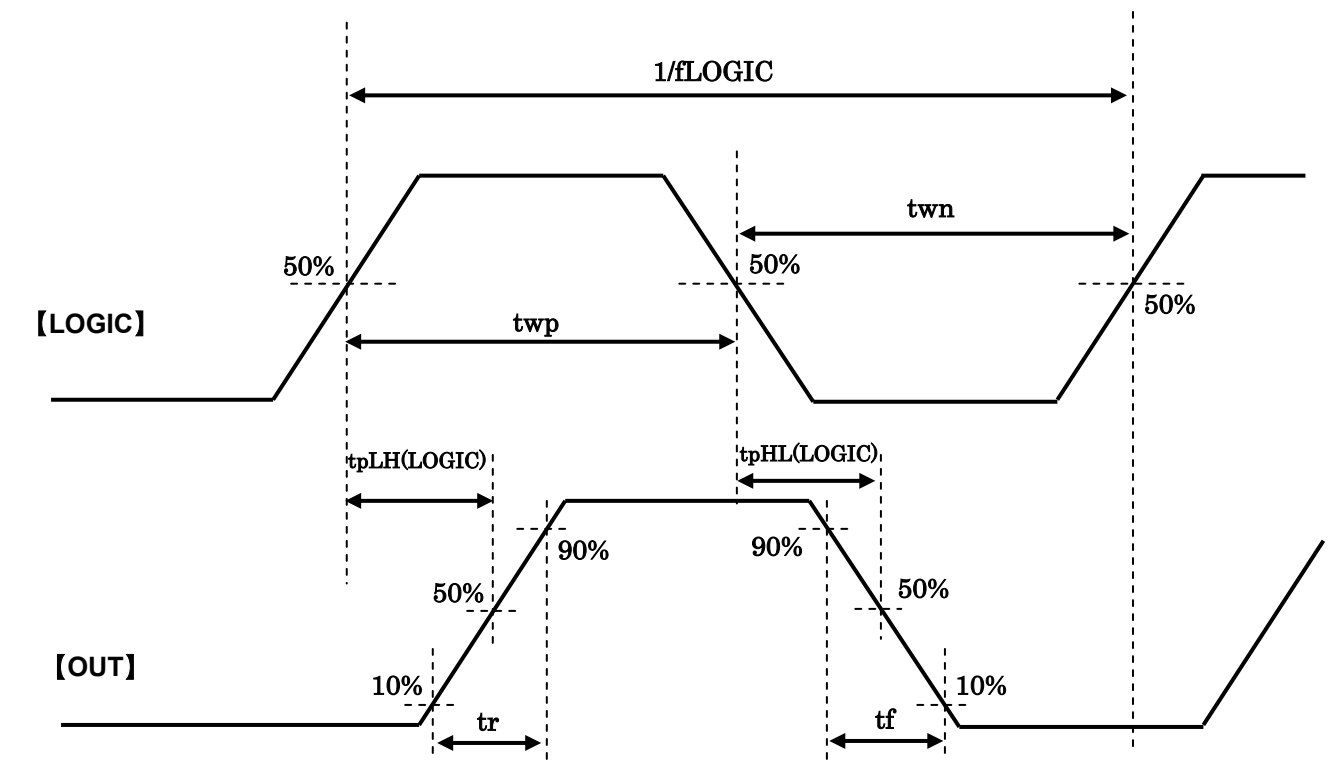 1/fLOGIC
twn
50%
50%
50%
【LOGIC】
twp
tpLH(LOGIC)
tpHL(LOGIC)
90%
90%
50%
50%
【OUT】
10%
10%
tr
tf